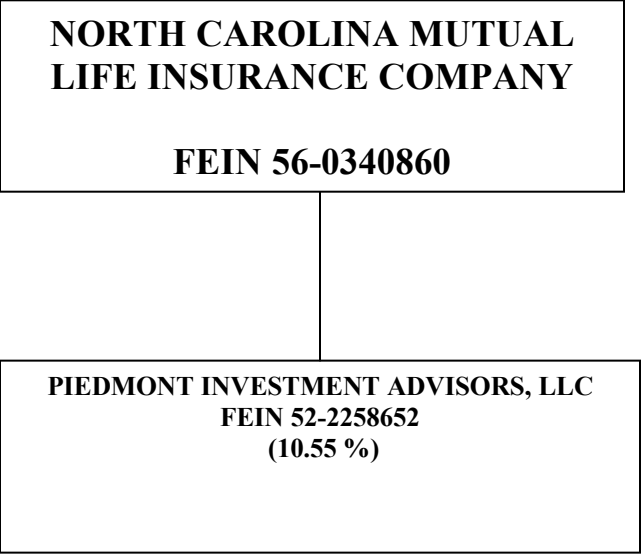 NORTH CAROLINA MUTUAL
LIFE INSURANCE COMPANY
FEIN 56-0340860
PIEDMONT INVESTMENT ADVISORS, LLC
FEIN 52-2258652
(10.55 %)